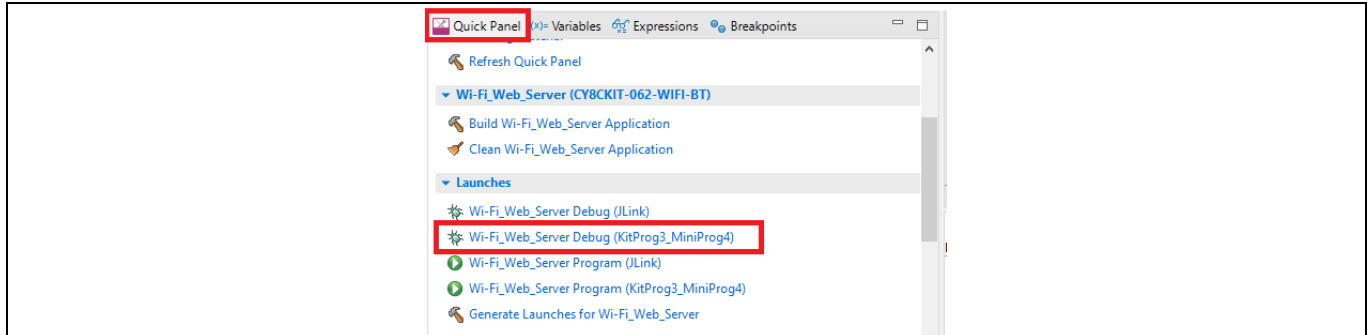 Quick Panel (x)= Variables Expressions Breakpoints
Refresh Quick Panel
Wi-Fi_Web_Server (CY8CKIT-062-WIFI-BT)
Build Wi-Fi_Web_Server Application
Clean Wi-Fi_Web_Server Application
Launches
Wi-Fi_Web_Server Debug (JLink)
Wi-Fi_Web_Server Debug (KitProg3_MiniProg4)
Wi-Fi_Web_Server Program (JLink)
Wi-Fi_Web_Server Program (KitProg3_MiniProg4)
Generate Launches for Wi-Fi_Web_Server